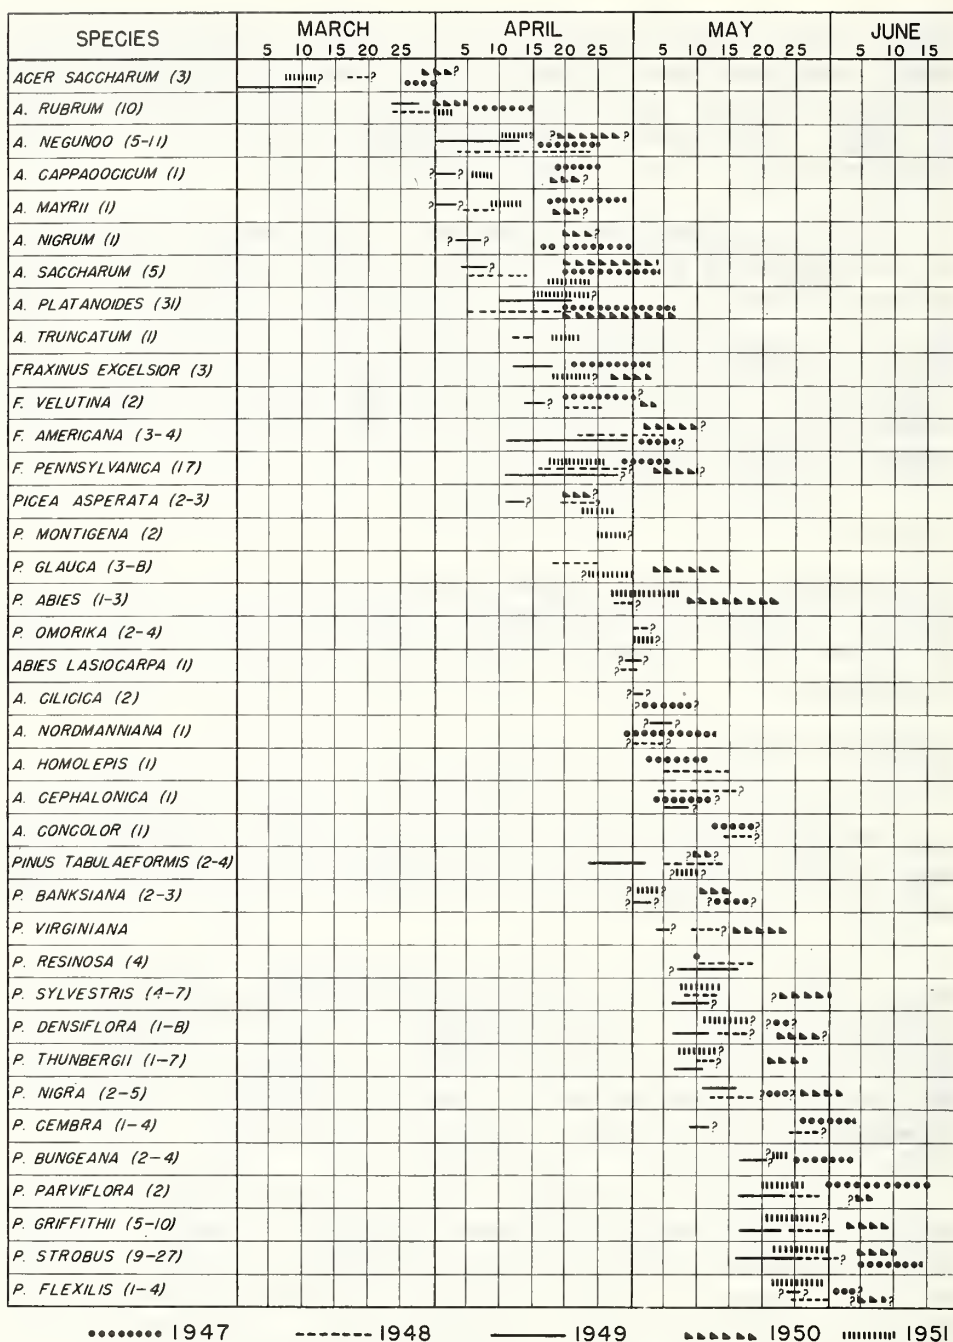 SPECIES MARCH APRIL MAY JUNE
5 10 15 20 25 5 10 15 20 25 5 10 15 20 25 5 10 15
ACER SACCHARUM (3) ? ? ?
A. RUBRUM (10)
A. NEGUNOO (5-11) ? ?
A. CAPPAOOCICUM (1) ? ? ?
A. MAYRII (1) ? ? ?
A. NIGRUM (1) ? ? ?
A. SACCHARUM (5) ?
A. PLATANOIDES (31) ?
A. TRUNCATUM (1)
FRAXINUS EXCELSIOR (3) ?
F. VELUTINA (2) ? ?
F. AMERICANA (3-4) ? ?
F. PENNSYLVANICA (17) ? ? ?
PICEA ASPERATA (2-3) ? ?
P. MONTIGENA (2) ?
P. GLAUCA (3-8) ?
P. ABIES (1-3) ?
P. OMORIKA (2-4) ? ?
ABIES LASIOCARPA (1) ? ? ?
A. CILICICA (2) ? ? ? ?
A. NORDMANNIANA (1) ? ? ? ?
A. HOMOLEPIS (1)
A. CEPHALONICA (1) ? ? ?
A. CONCOLOR (1) ? ?
PINUS TABULAEFORMIS (2-4) ? ? ? ?
P. BANKSIANA (2-3) ? ? ? ? ? ?
P. VIRGINIANA ? ?
P. RESINOSA (4) ?
P. SYLVESTRIS (4-7) ? ?
P. DENSIFLORA (1-8) ? ? ? ? ?
P. THUNBERGII (1-7) ? ?
P. NIGRA (2-5) ? ?
P. CEMBRA (1-4) ? ?
P. BUNGEANA (2-4) ? ?
P. PARVIFLORA (2) ?
P. GRIFFITHII (5-10) ?
P. STROBUS (9-27) ?
P. FLEXILIS (1-4) ? ? ? ? ?
1947 1948 1949 1950 1951